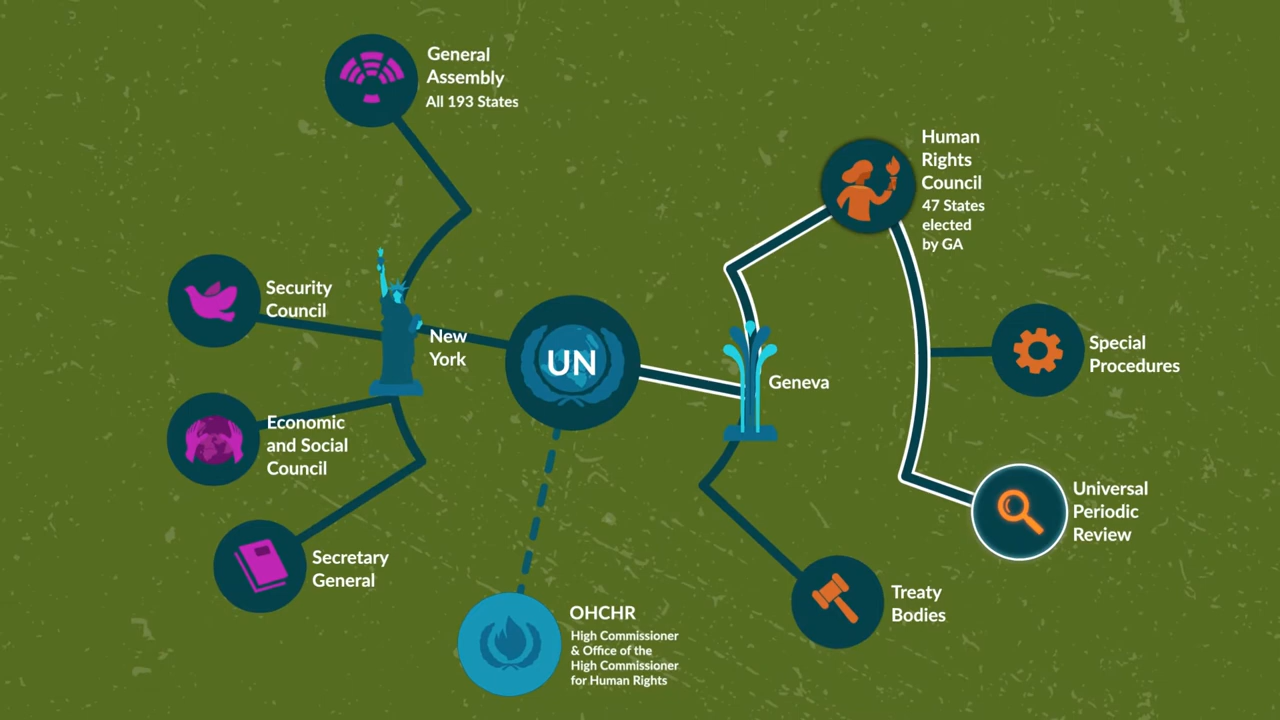 General
Assembly
All 193 States
Human
Rights
Council
47 States
elected
by GA
Security
Council
New
York
UN
Geneva
Special
Procedures
Economic
and Social
Council
Universal
Periodic
Review
Secretary
General
Treaty
Bodies
OHCHR
High Commissioner
& Office of the
High Commissioner
for Human Rights